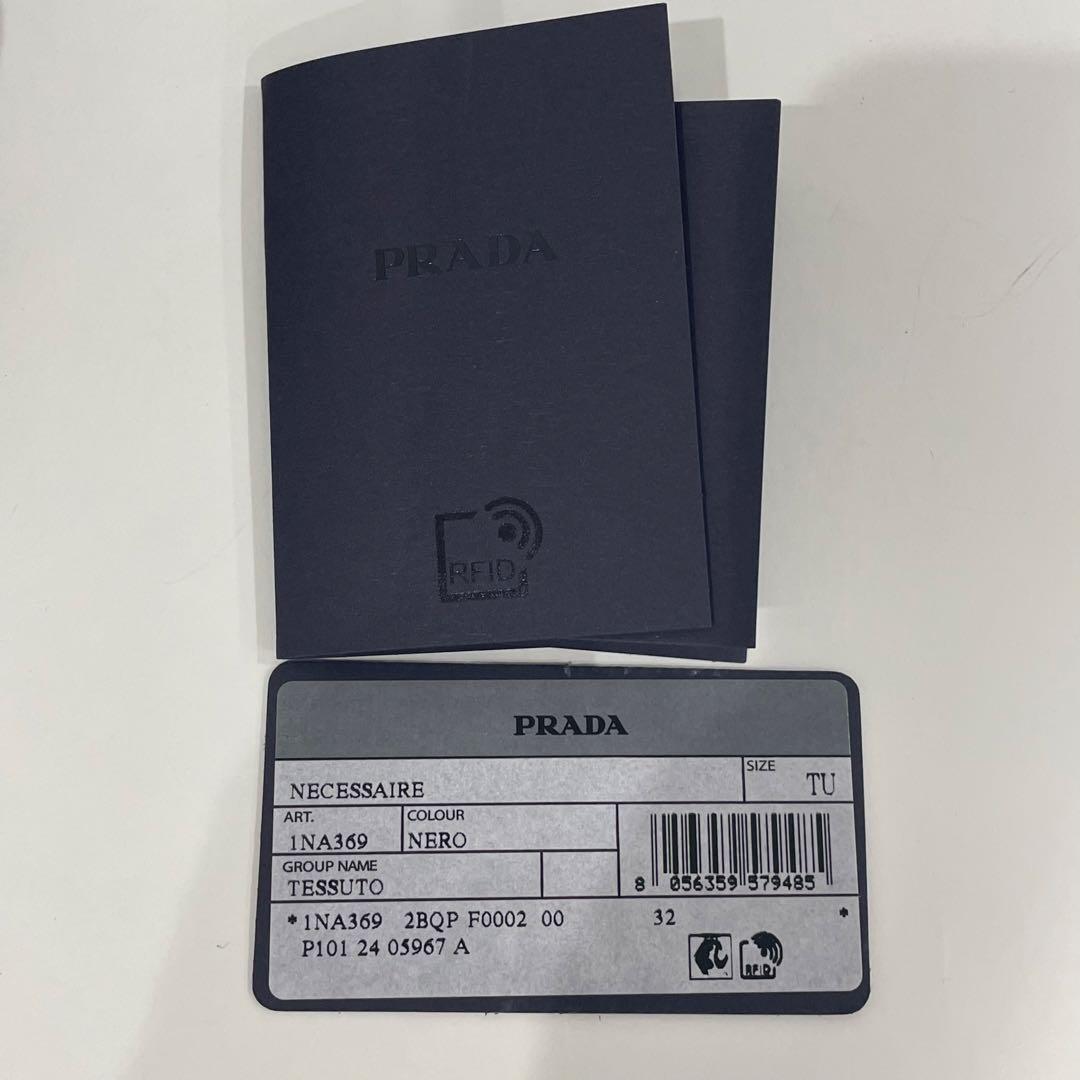 PRADA
RFID
PRADA
NECESSAIRE
SIZE
TU
ART.
1NA369
COLOUR
NERO
GROUP NAME
TESSUTO
8 056359 579485
*1NA369 2BQP F0002 00 32 *
P101 24 05967 A
RFID